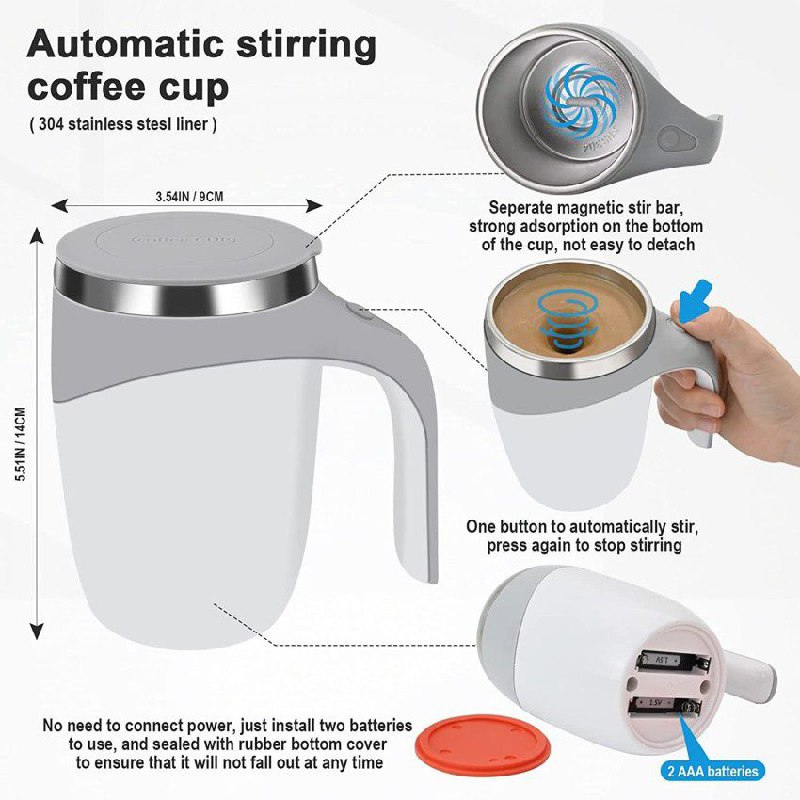 Automatic stirring
coffee cup
( 304 stainless stesl liner )
3.54IN / 9CM
5.51IN / 14CM
Seperate magnetic stir bar,
strong adsorption on the bottom
of the cup, not easy to detach
One button to automatically stir,
press again to stop stirring
1.5V
1.5V
2 AAA batteries
No need to connect power, just install two batteries
to use, and sealed with rubber bottom cover
to ensure that it will not fall out at any time